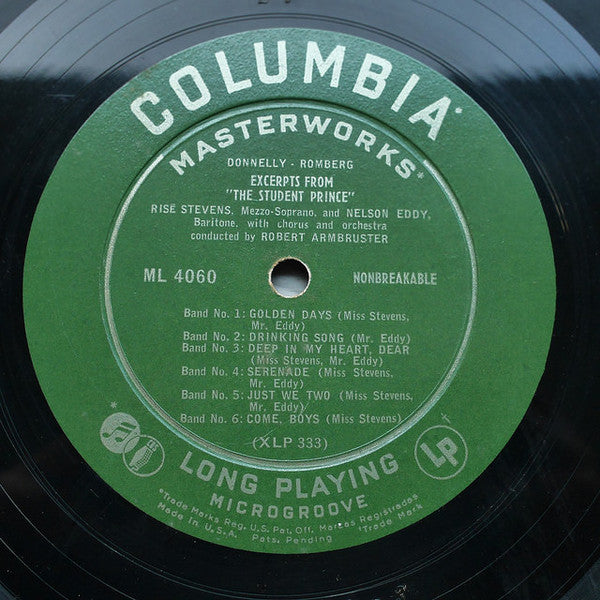 COLUMBIA*
MASTERWORKS*
DONNELLY - ROMBERG
EXCERPTS FROM
"THE STUDENT PRINCE"
RISË STEVENS, Mezzo-Soprano, and NELSON EDDY,
Baritone, with chorus and orchestra
conducted by ROBERT ARMBRUSTER
ML 4060
NONBREAKABLE
Band No. 1: GOLDEN DAYS (Miss Stevens,
Mr. Eddy)
Band No. 2: DRINKING SONG (Mr. Eddy)
Band No. 3: DEEP IN MY HEART, DEAR
(Miss Stevens, Mr. Eddy)
Band No. 4: SERENADE (Miss Stevens,
Mr. Eddy)
Band No. 5: JUST WE TWO (Miss Stevens,
Mr. Eddy)
Band No. 6: COME, BOYS (Miss Stevens)
(XLP 333)
LP
†
LONG PLAYING
MICROGROOVE
*Trade Marks Reg. U.S. Pat. Off. Marcas Registradas
Made in U.S.A. Pats. Pending †Trade Mark